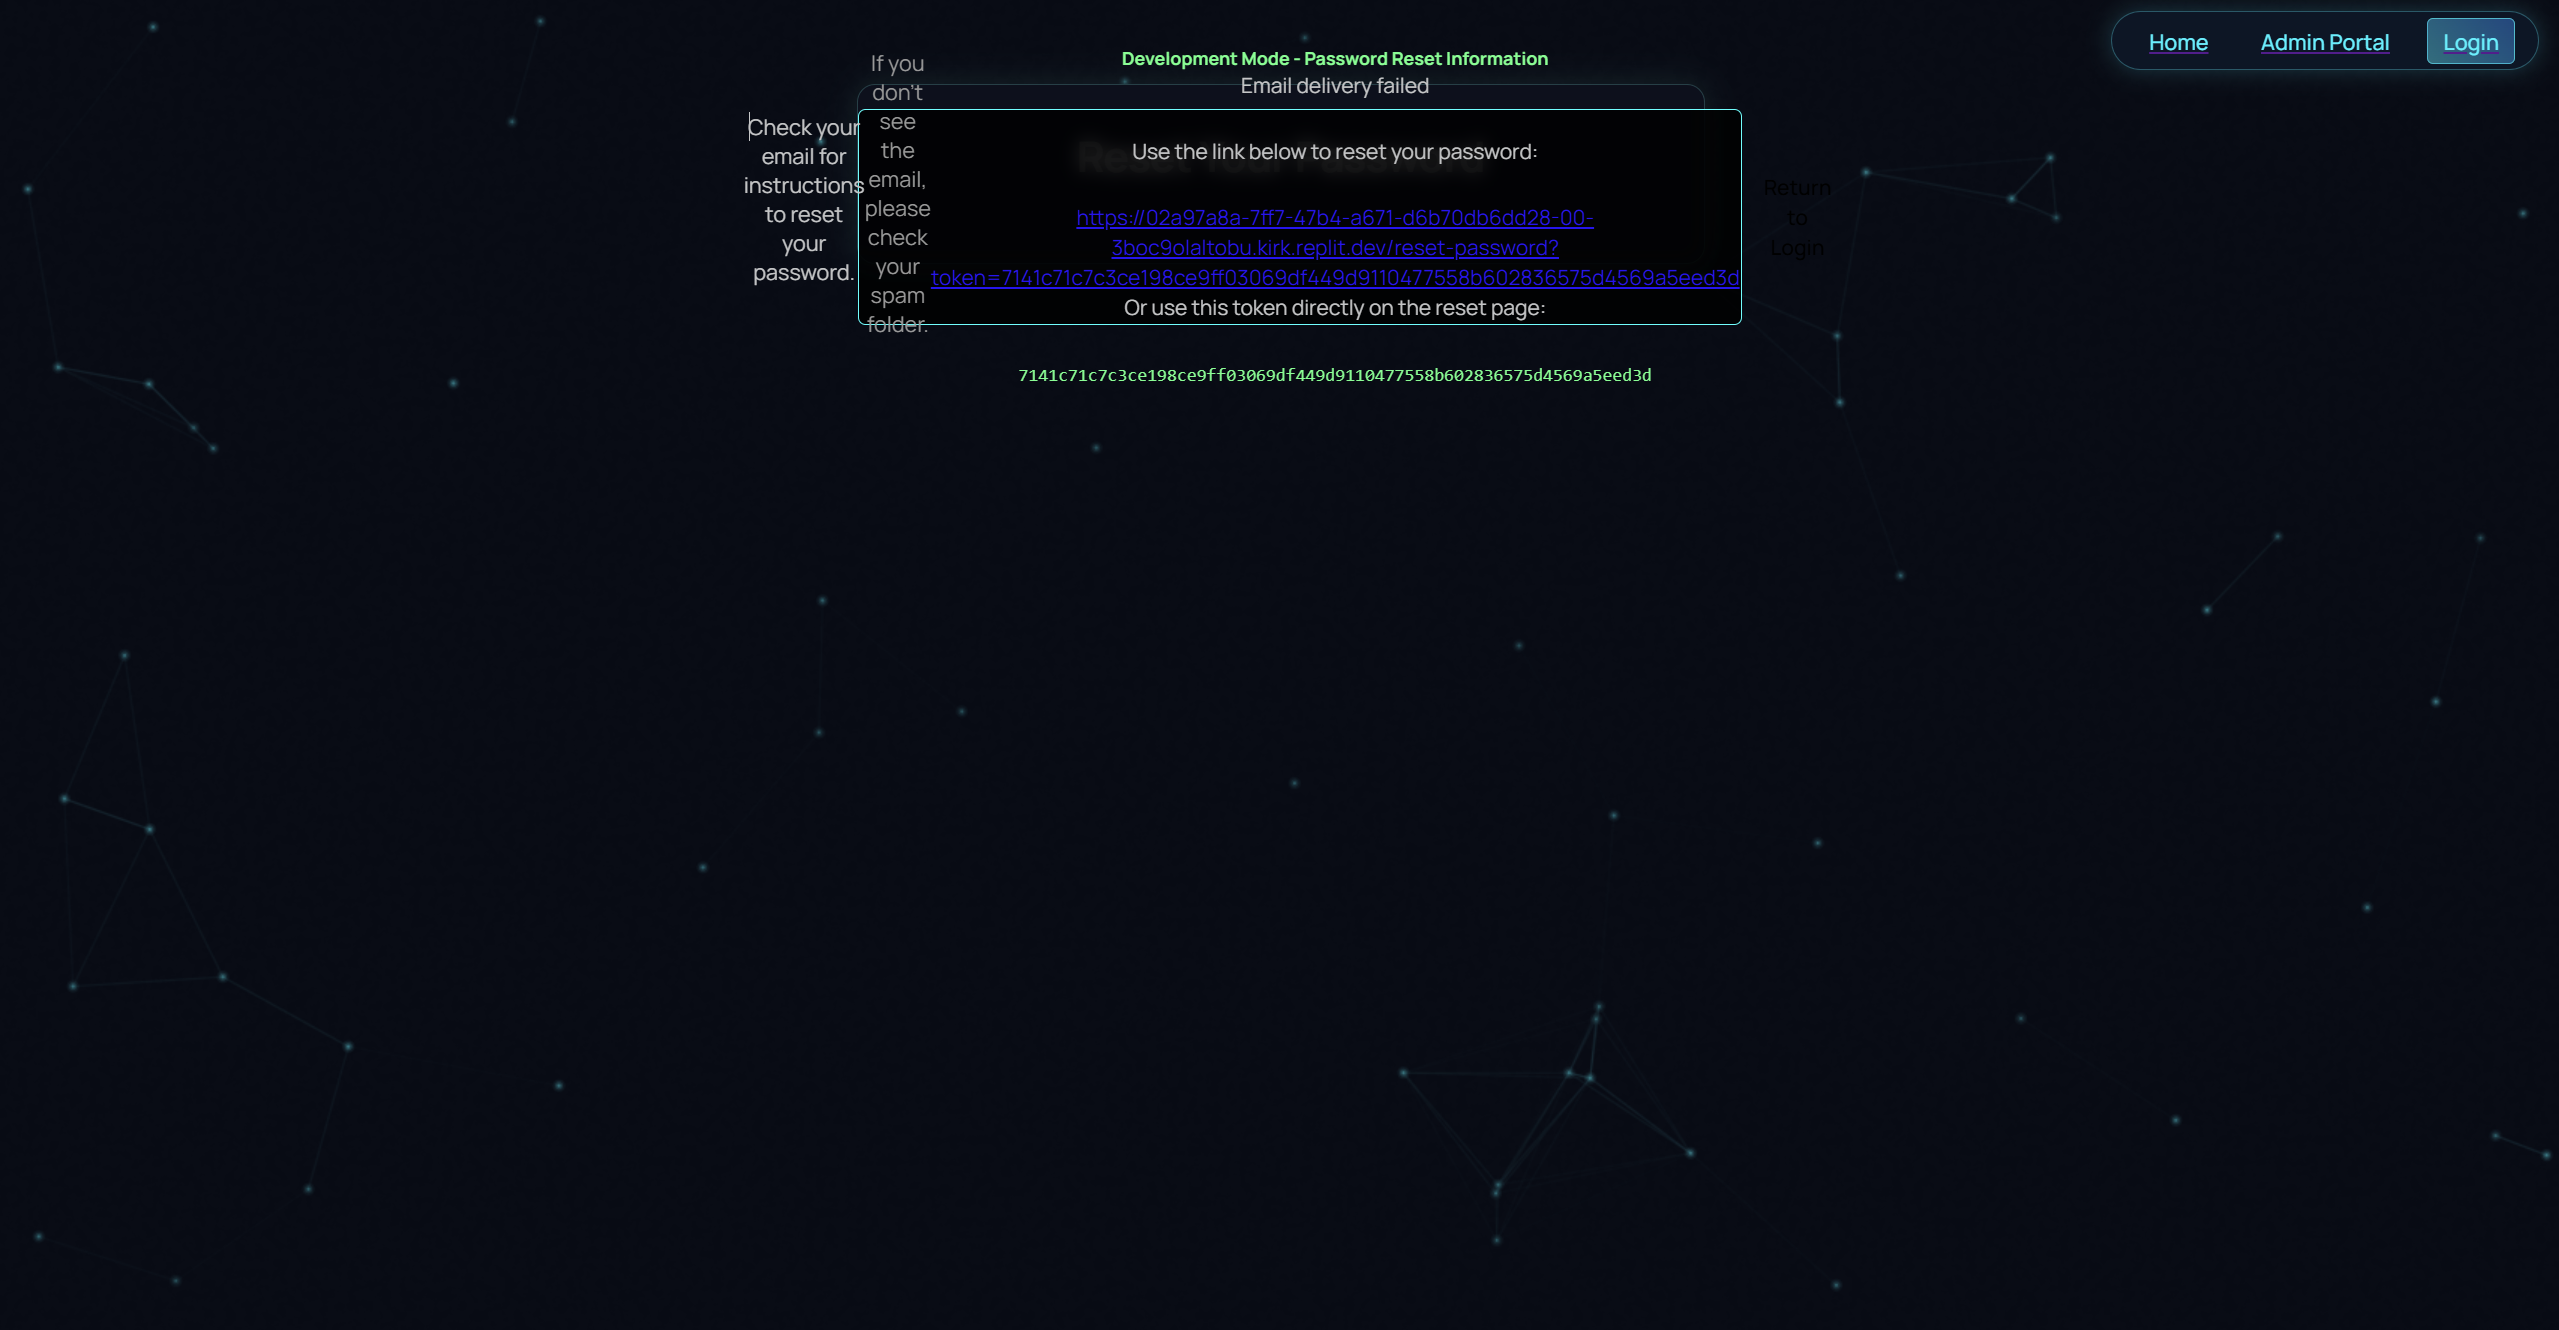 Home Admin Portal Login
Check your
email for
instructions
to reset
your
password.
If you
don't
see
the
email,
please
check
your
spam
folder.
Development Mode - Password Reset Information
Email delivery failed
Reset Your Password
Use the link below to reset your password:
https://02a97a8a-7ff7-47b4-a671-d6b70db6dd28-00-
3boc9olaltobu.kirk.replit.dev/reset-password?
token=7141c71c7c3ce198ce9ff03069df449d9110477558b602836575d4569a5eed3d
Or use this token directly on the reset page:
7141c71c7c3ce198ce9ff03069df449d9110477558b602836575d4569a5eed3d
Return
to
Login